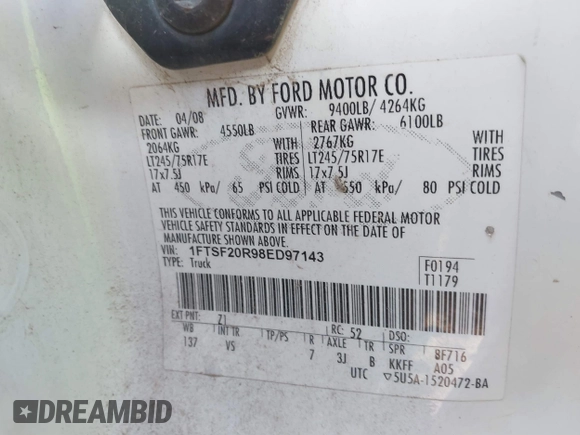 MFD. BY FORD MOTOR CO.
DATE: 04/08 GVWR: 9400LB/ 4264KG
FRONT GAWR: 4550LB REAR GAWR: 6100LB
2064KG WITH 2767KG WITH
LT245/75R17E TIRES LT245/75R17E TIRES
17x7.5J RIMS 17x7.5J RIMS
AT 450 kPa/ 65 PSI COLD AT 550 kPa/ 80 PSI COLD
THIS VEHICLE CONFORMS TO ALL APPLICABLE FEDERAL MOTOR
VEHICLE SAFETY STANDARDS IN EFFECT ON THE DATE OF
MANUFACTURE SHOWN ABOVE.
VIN: 1FTSF20R98ED97143
TYPE: Truck
F0194
T1179
EXT PNT: Z1 RC: 52 DSO:
WB INT TR TP/PS R AXLE TR SPR 8F716
137 VS 7 3J B KKFF A05
UTC 5U5A-1520472-BA
DREAMBID